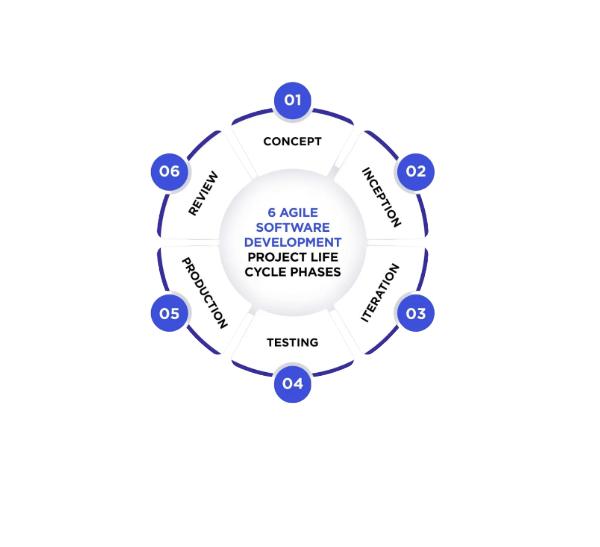 01
CONCEPT
02
INCEPTION
03
ITERATION
04
TESTING
05
PRODUCTION
06
REVIEW
6 AGILE
SOFTWARE
DEVELOPMENT
PROJECT LIFE
CYCLE PHASES